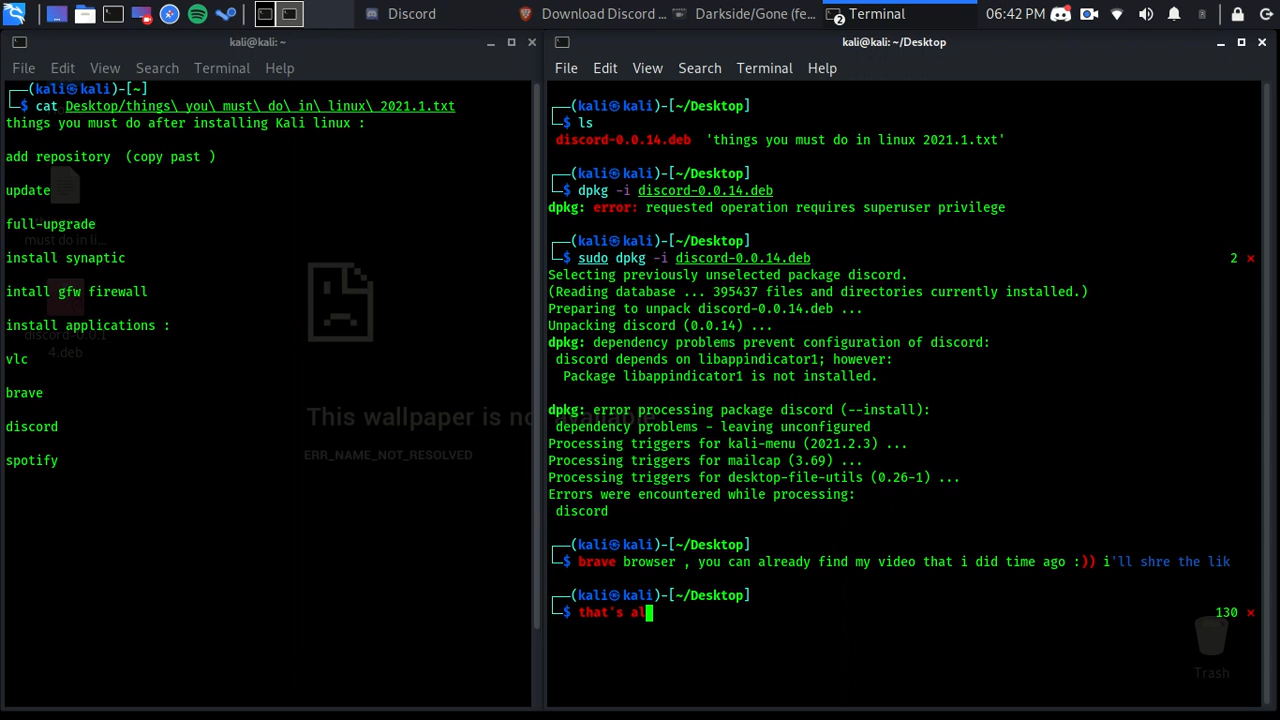 Discord
Download Discord ...
Darkside/Gone (fe...
Terminal
2
06:42 PM
kali@kali: ~
File Edit View Search Terminal Help
┌──(kali㉿kali)-[~]
└─$ cat Desktop/things\ you\ must\ do\ in\ linux\ 2021.1.txt
things you must do after installing Kali linux :
add repository  (copy past )
update
full-upgrade
must do in li...
install synaptic
intall gfw firewall
install applications :
discord-0.0.1
4.deb
vlc
brave
discord
spotify
This wallpaper is no
ERR_NAME_NOT_RESOLVED
kali@kali: ~/Desktop
File Edit View Search Terminal Help
┌──(kali㉿kali)-[~/Desktop]
└─$ ls
discord-0.0.14.deb  'things you must do in linux 2021.1.txt'
┌──(kali㉿kali)-[~/Desktop]
└─$ dpkg -i discord-0.0.14.deb
dpkg: error: requested operation requires superuser privilege
┌──(kali㉿kali)-[~/Desktop]
└─$ sudo dpkg -i discord-0.0.14.deb 2 ⨯
Selecting previously unselected package discord.
(Reading database ... 395437 files and directories currently installed.)
Preparing to unpack discord-0.0.14.deb ...
Unpacking discord (0.0.14) ...
dpkg: dependency problems prevent configuration of discord:
discord depends on libappindicator1; however:
Package libappindicator1 is not installed.
dpkg: error processing package discord (--install):
dependency problems - leaving unconfigured
Processing triggers for kali-menu (2021.2.3) ...
Processing triggers for mailcap (3.69) ...
Processing triggers for desktop-file-utils (0.26-1) ...
Errors were encountered while processing:
discord
┌──(kali㉿kali)-[~/Desktop]
└─$ brave browser , you can already find my video that i did time ago :)) i'll shre the lik
┌──(kali㉿kali)-[~/Desktop]
└─$ that's al 130 ⨯
Trash